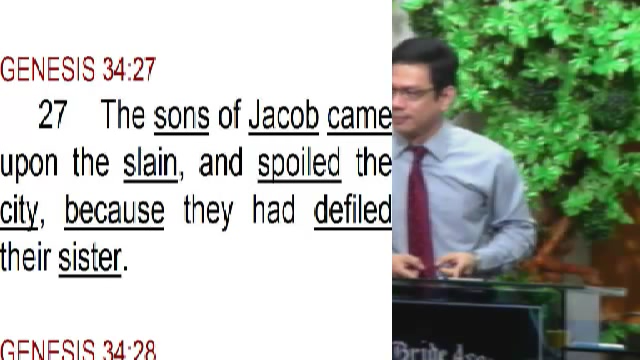 GENESIS 34:27
27 The sons of Jacob came
upon the slain, and spoiled the
city, because they had defiled
their sister.
GENESIS 34:28
Bride